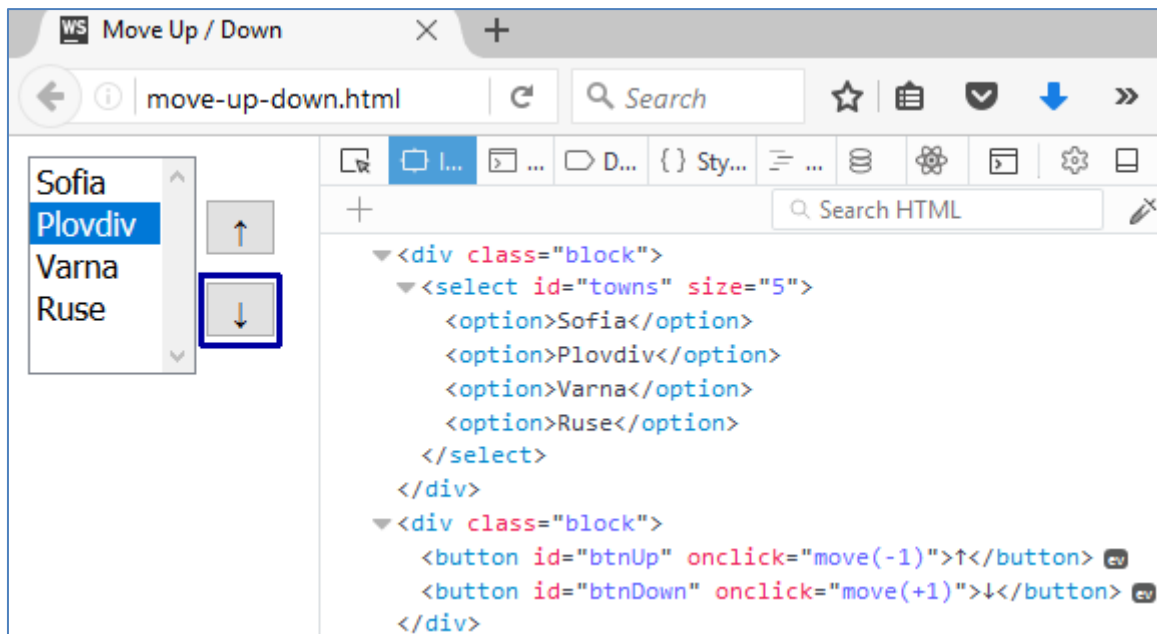 WS Move Up / Down
move-up-down.html
Search
Sofia
Plovdiv
Varna
Ruse
↑
↓
I... ... D... { } Sty... ...
Search HTML
<div class="block">
<select id="towns" size="5">
<option>Sofia</option>
<option>Plovdiv</option>
<option>Varna</option>
<option>Ruse</option>
</select>
</div>
<div class="block">
<button id="btnUp" onclick="move(-1)">↑</button> ev
<button id="btnDown" onclick="move(+1)">↓</button> ev
</div>